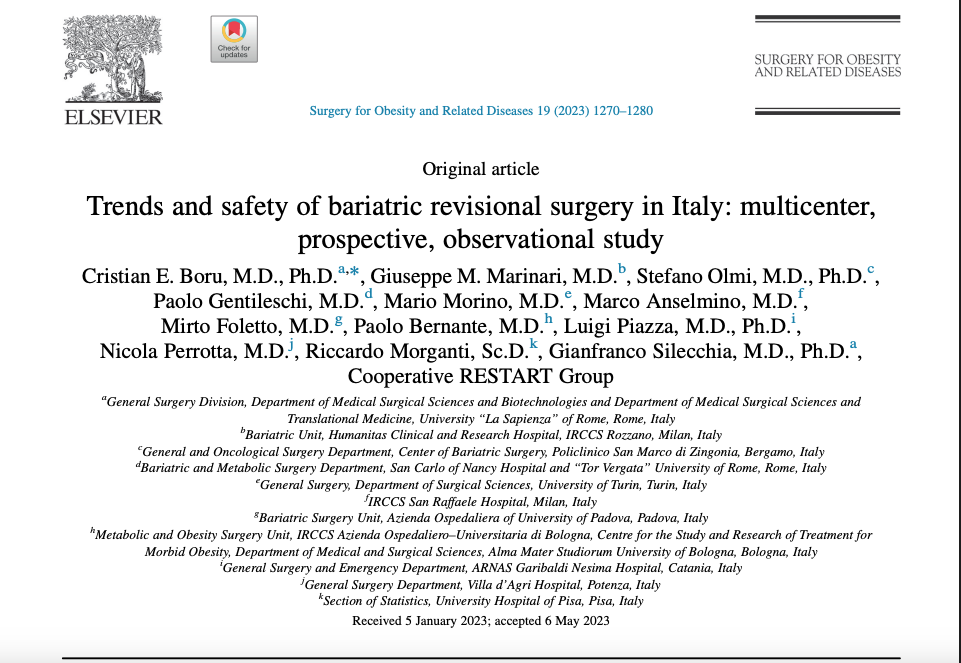 ELSEVIER
Check for
updates
SURGERY FOR OBESITY
AND RELATED DISEASES
Surgery for Obesity and Related Diseases 19 (2023) 1270–1280
Original article
Trends and safety of bariatric revisional surgery in Italy: multicenter,
prospective, observational study
Cristian E. Boru, M.D., Ph.D.a,*, Giuseppe M. Marinari, M.D.b, Stefano Olmi, M.D., Ph.D.c,
Paolo Gentileschi, M.D.d, Mario Morino, M.D.e, Marco Anselmino, M.D.f,
Mirto Foletto, M.D.g, Paolo Bernante, M.D.h, Luigi Piazza, M.D., Ph.D.i,
Nicola Perrotta, M.D.j, Riccardo Morganti, Sc.D.k, Gianfranco Silecchia, M.D., Ph.D.a,
Cooperative RESTART Group
aGeneral Surgery Division, Department of Medical Surgical Sciences and Biotechnologies and Department of Medical Surgical Sciences and
Translational Medicine, University “La Sapienza” of Rome, Rome, Italy
bBariatric Unit, Humanitas Clinical and Research Hospital, IRCCS Rozzano, Milan, Italy
cGeneral and Oncological Surgery Department, Center of Bariatric Surgery, Policlinico San Marco di Zingonia, Bergamo, Italy
dBariatric and Metabolic Surgery Department, San Carlo of Nancy Hospital and “Tor Vergata” University of Rome, Rome, Italy
eGeneral Surgery, Department of Surgical Sciences, University of Turin, Turin, Italy
fIRCCS San Raffaele Hospital, Milan, Italy
gBariatric Surgery Unit, Azienda Ospedaliera of University of Padova, Padova, Italy
hMetabolic and Obesity Surgery Unit, IRCCS Azienda Ospedaliero–Universitaria di Bologna, Centre for the Study and Research of Treatment for
Morbid Obesity, Department of Medical and Surgical Sciences, Alma Mater Studiorum University of Bologna, Bologna, Italy
iGeneral Surgery and Emergency Department, ARNAS Garibaldi Nesima Hospital, Catania, Italy
jGeneral Surgery Department, Villa d’Agri Hospital, Potenza, Italy
kSection of Statistics, University Hospital of Pisa, Pisa, Italy
Received 5 January 2023; accepted 6 May 2023